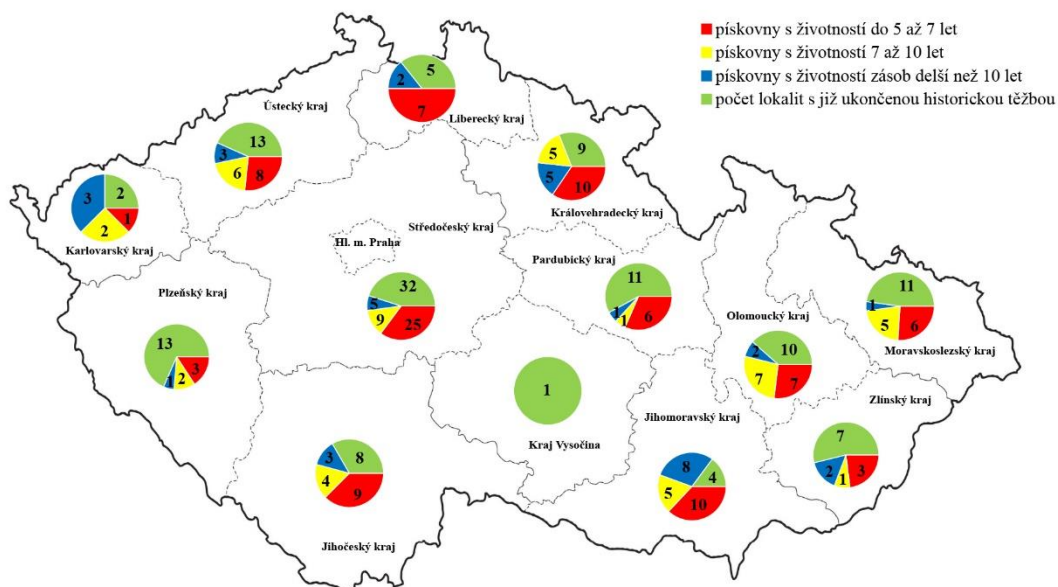 pískovny s životností do 5 až 7 let
pískovny s životností 7 až 10 let
pískovny s životností zásob delší než 10 let
počet lokalit s již ukončenou historickou těžbou
5
2
7
Liberecký kraj
Ústecký kraj
13
3
6
8
9
5
5
10
Královehradecký kraj
3
2
1
2
Karlovarský kraj
Středočeský kraj
Hl. m. Praha
32
5
9
25
Pardubický kraj
11
1
1
6
Plzeňský kraj
13
1
2
3
Olomoucký kraj
10
2
7
7
11
1
5
6
Moravskoslezský kraj
1
Kraj Vysočina
Jihomoravský kraj
8
4
5
10
Zlínský kraj
7
2
1
3
8
3
4
9
Jihočeský kraj